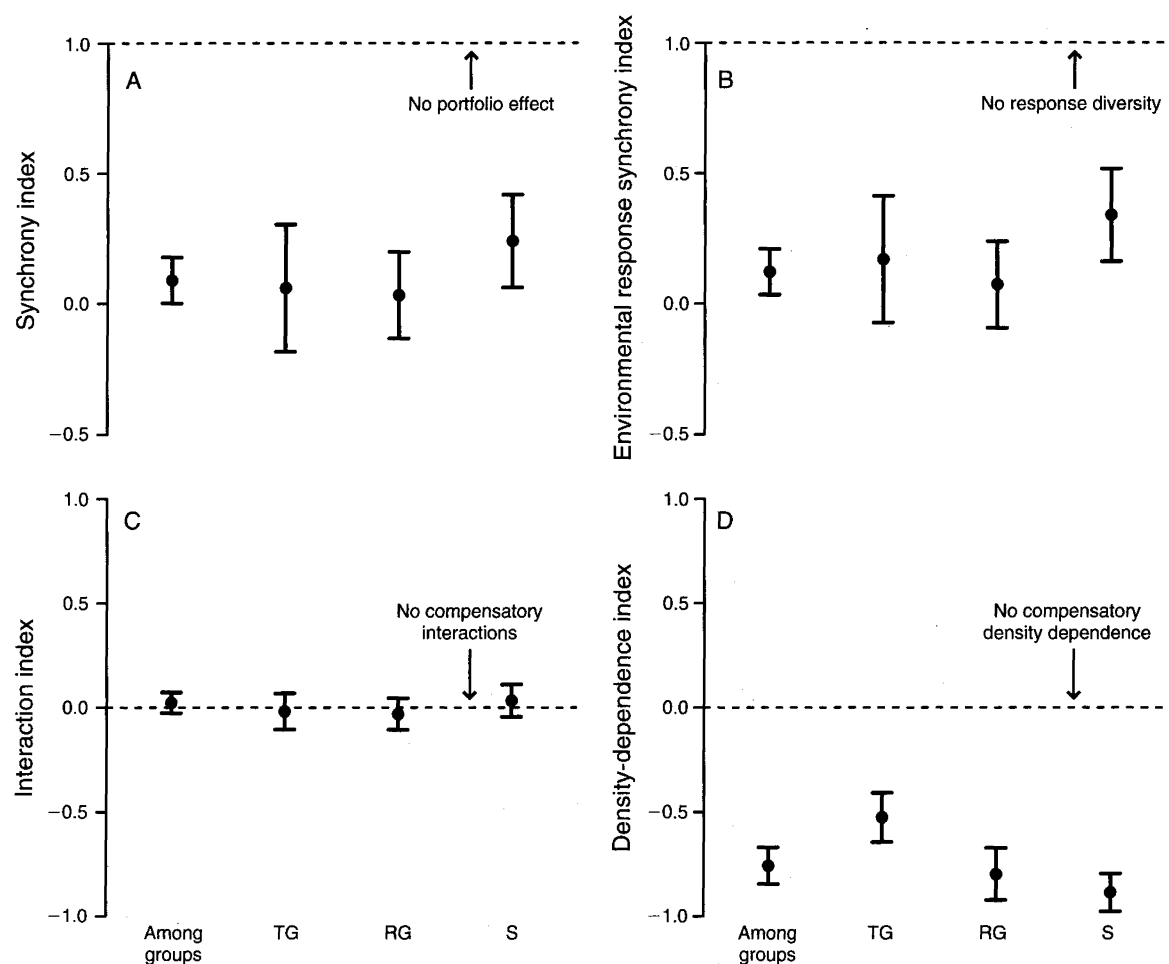 Synchrony index
1.0
0.5
0.0
−0.5
A
No portfolio effect
Environmental response synchrony index
1.0
0.5
0.0
−0.5
B
No response diversity
Interaction index
1.0
0.5
0.0
−0.5
−1.0
C
No compensatory
interactions
Among
groups
TG
RG
S
Density-dependence index
1.0
0.5
0.0
−0.5
−1.0
D
No compensatory
density dependence
Among
groups
TG
RG
S